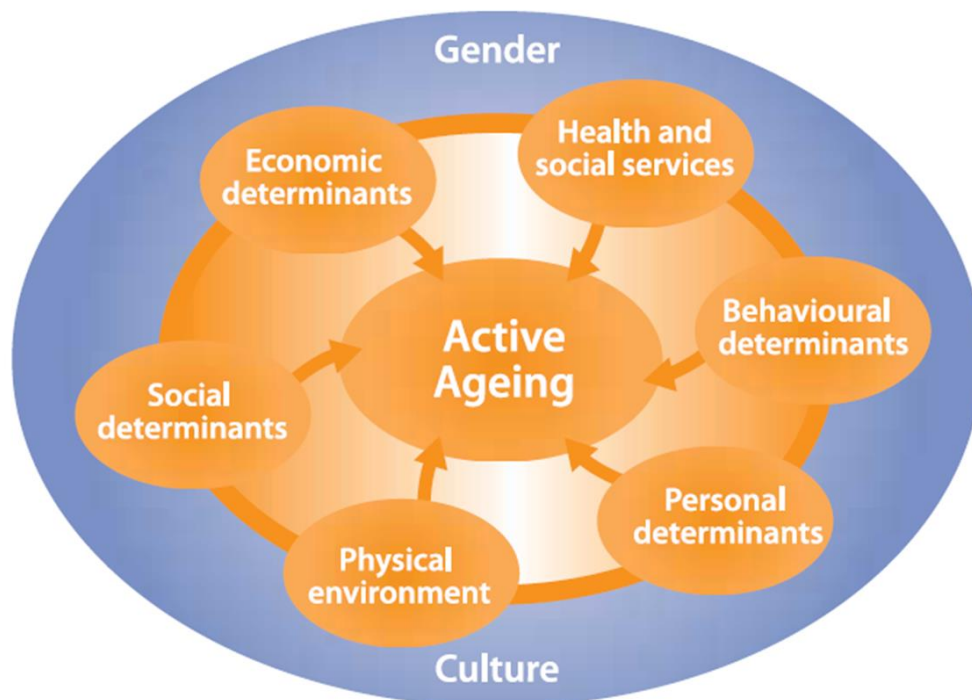 Gender
Economic
determinants
Health and
social services
Behavioural
determinants
Active
Ageing
Social
determinants
Personal
determinants
Physical
environment
Culture